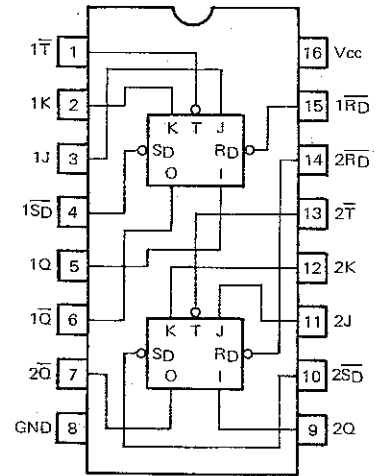 1T̅ 1 16 Vcc
1K 2 15 1R̅D̅
1J 3 14 2R̅D̅
K T J
SD RD
O I
1S̅D̅ 4 13 2T̅
1Q 5 12 2K
1Q̅ 6 11 2J
K T J
SD RD
O I
2Q̅ 7 10 2S̅D̅
GND 8 9 2Q